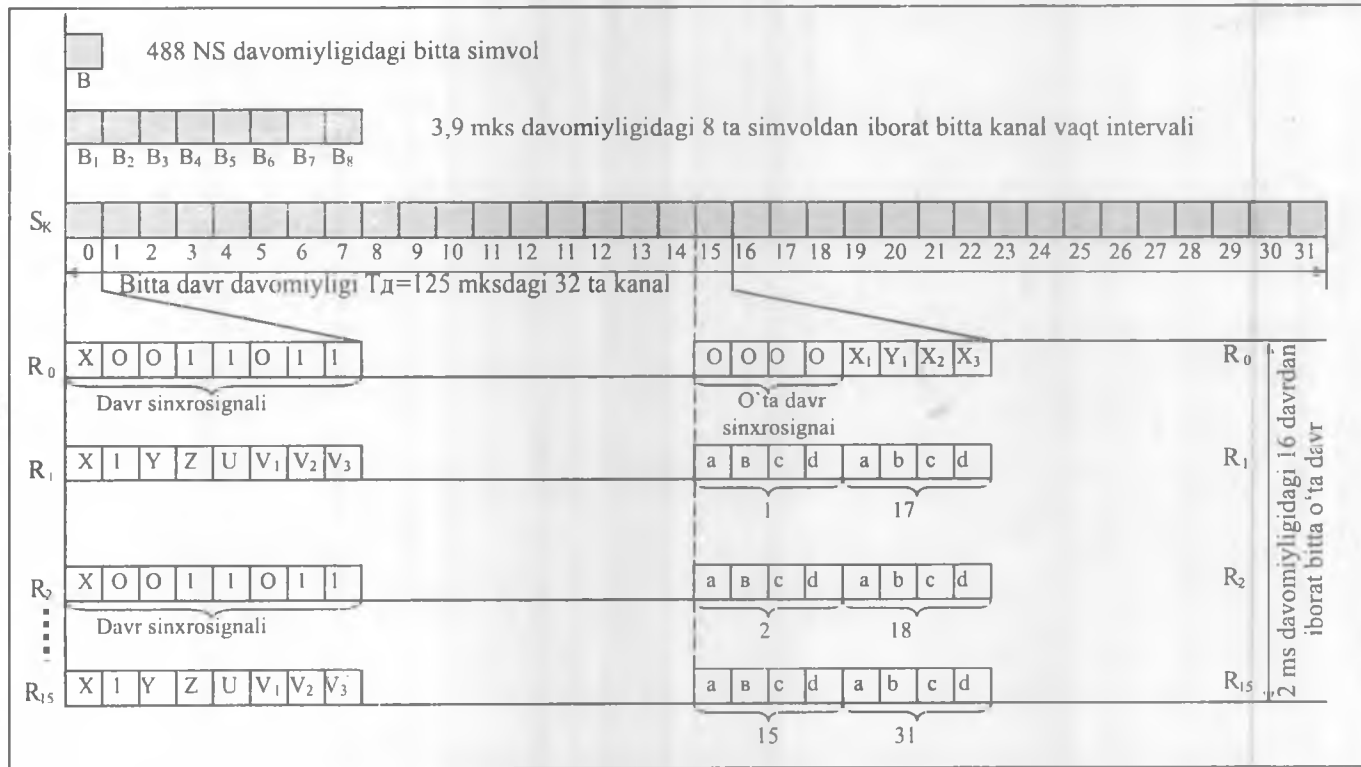 488 NS davomiyligidagi bitta simvol
B
3,9 mks davomiyligidagi 8 ta simvoldan iborat bitta kanal vaqt intervali
B₁ B₂ B₃ B₄ B₅ B₆ B₇ B₈
Sₖ
0 1 2 3 4 5 6 7 8 9 10 11 11 12 13 14 15 16 17 18 19 20 21 22 23 24 25 26 27 28 29 30 31
Bitta davr davomiyligi Tд=125 mksdagi 32 ta kanal
R₀ X O O 1 1 O 1 1 O O O O X₁ Y₁ X₂ X₃ R₀
Davr sinxrosignali
O`ta davr
sinxrosignai
R₁ X 1 Y Z U V₁ V₂ V₃ a в c d a b c d R₁
1 17
R₂ X O O 1 1 O 1 1 a в c d a b c d R₂
Davr sinxrosignali
2 18
R₁₅ X 1 Y Z U V₁ V₂ V₃ a в c d a b c d R₁₅
15 31
2 ms davomiyligidagi 16 davrdan
iborat bitta o‘ta davr